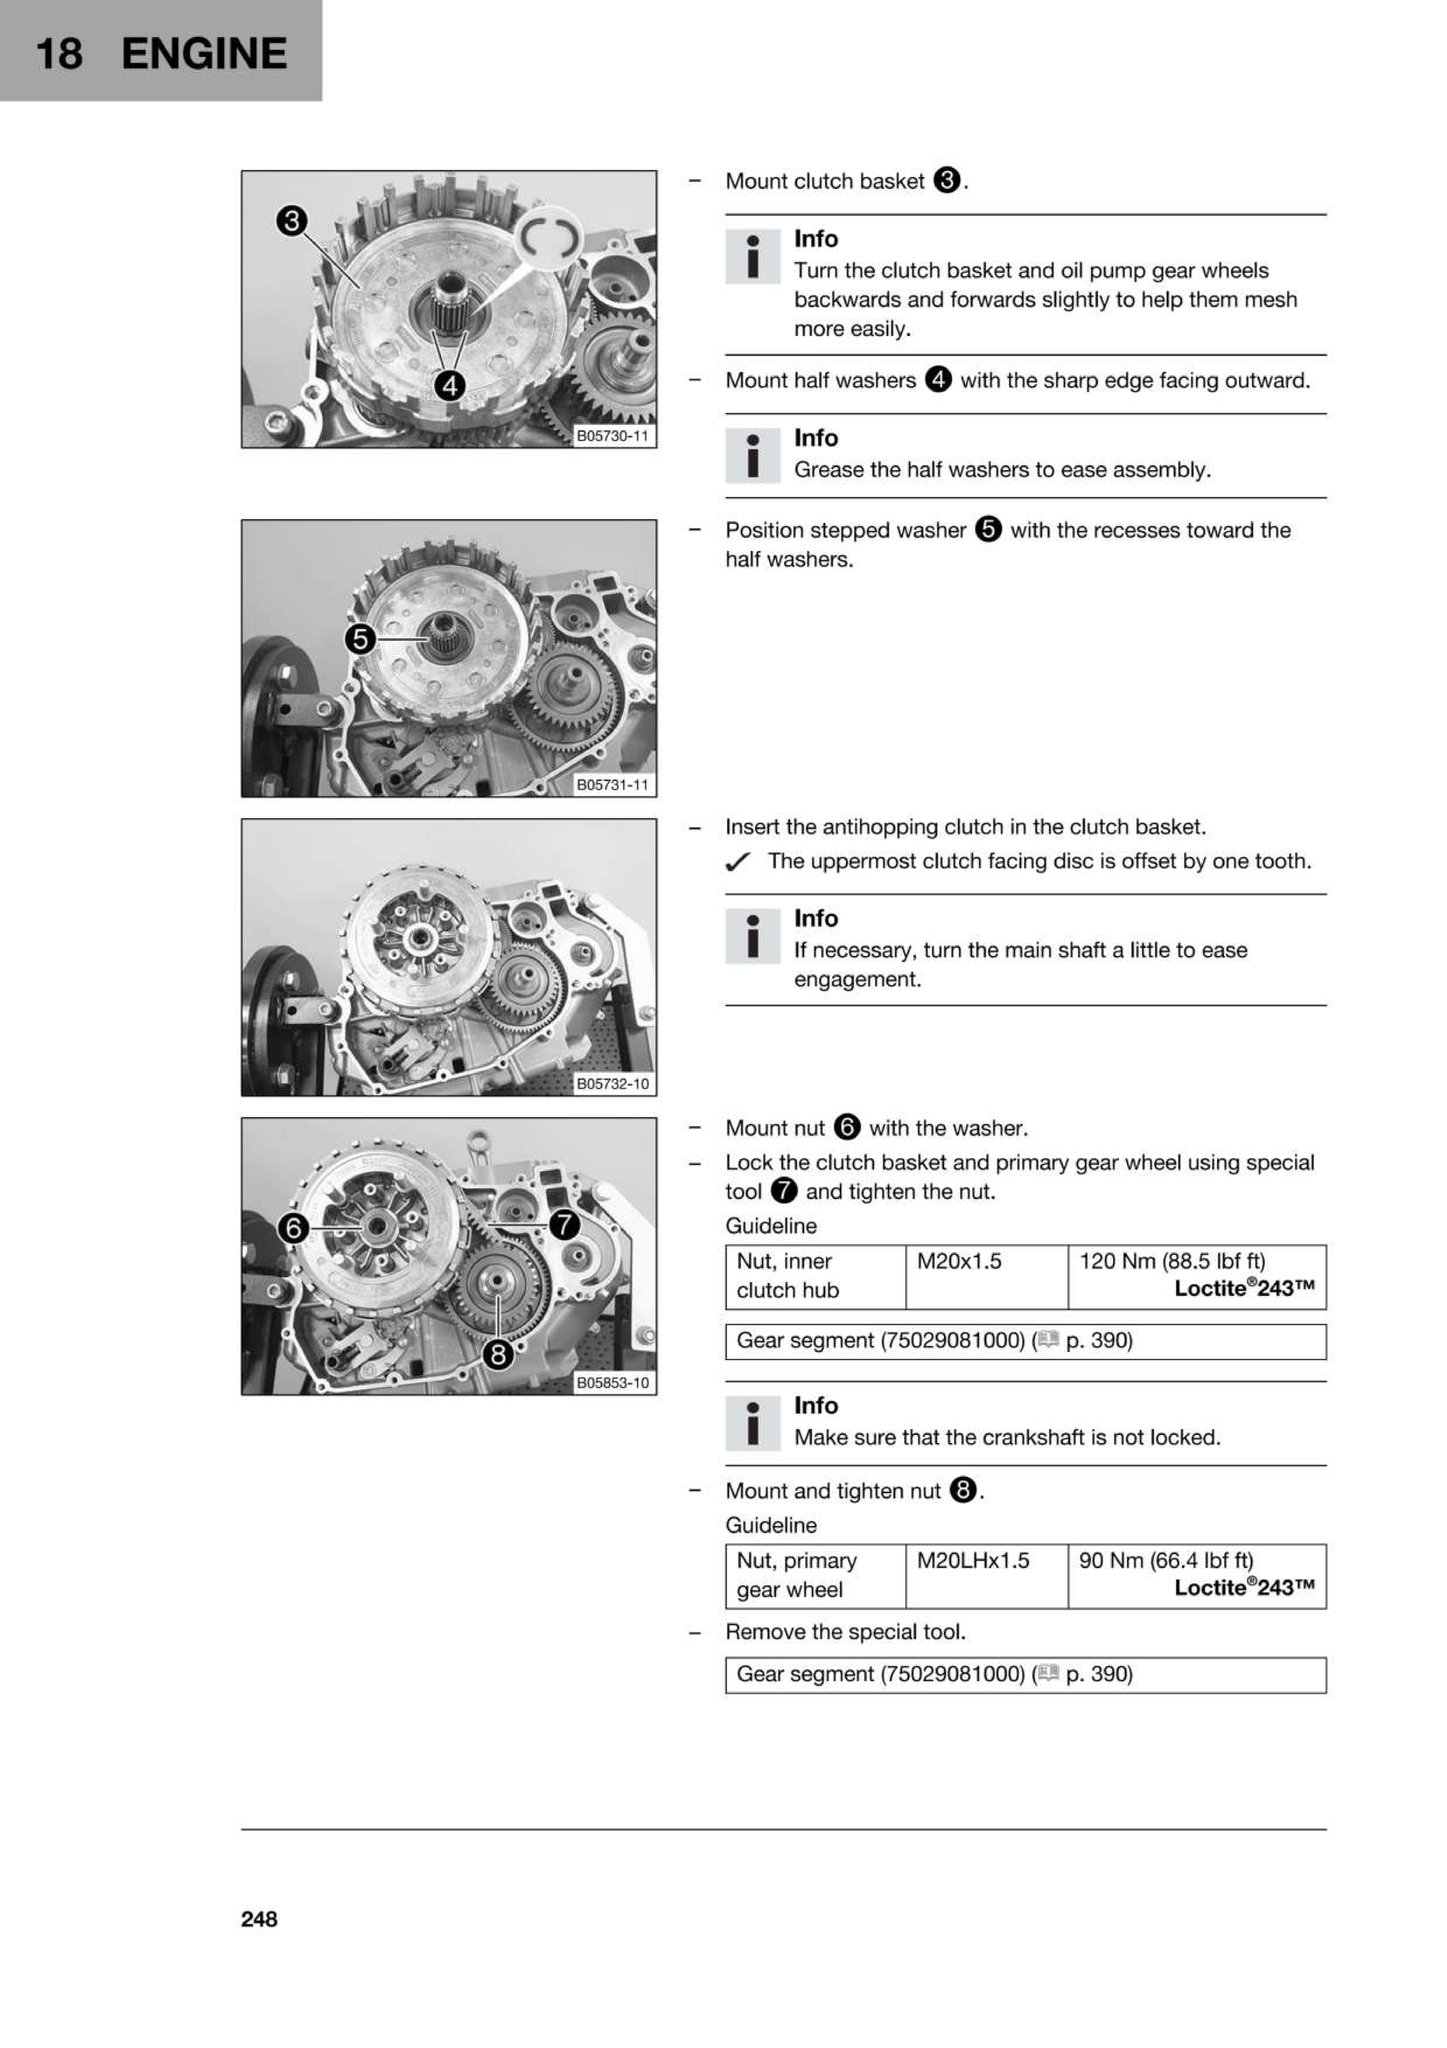 18 ENGINE
3
4
B05730-11
– Mount clutch basket 3.
Info
Turn the clutch basket and oil pump gear wheels
backwards and forwards slightly to help them mesh
more easily.
– Mount half washers 4 with the sharp edge facing outward.
Info
Grease the half washers to ease assembly.
5
B05731-11
– Position stepped washer 5 with the recesses toward the
half washers.
B05732-10
– Insert the antihopping clutch in the clutch basket.
✓ The uppermost clutch facing disc is offset by one tooth.
Info
If necessary, turn the main shaft a little to ease
engagement.
6
7
8
B05853-10
– Mount nut 6 with the washer.
– Lock the clutch basket and primary gear wheel using special
tool 7 and tighten the nut.
Guideline
Nut, inner M20x1.5 120 Nm (88.5 lbf ft)
clutch hub Loctite®243™
Gear segment (75029081000) ( p. 390)
Info
Make sure that the crankshaft is not locked.
– Mount and tighten nut 8.
Guideline
Nut, primary M20LHx1.5 90 Nm (66.4 lbf ft)
gear wheel Loctite®243™
– Remove the special tool.
Gear segment (75029081000) ( p. 390)
248